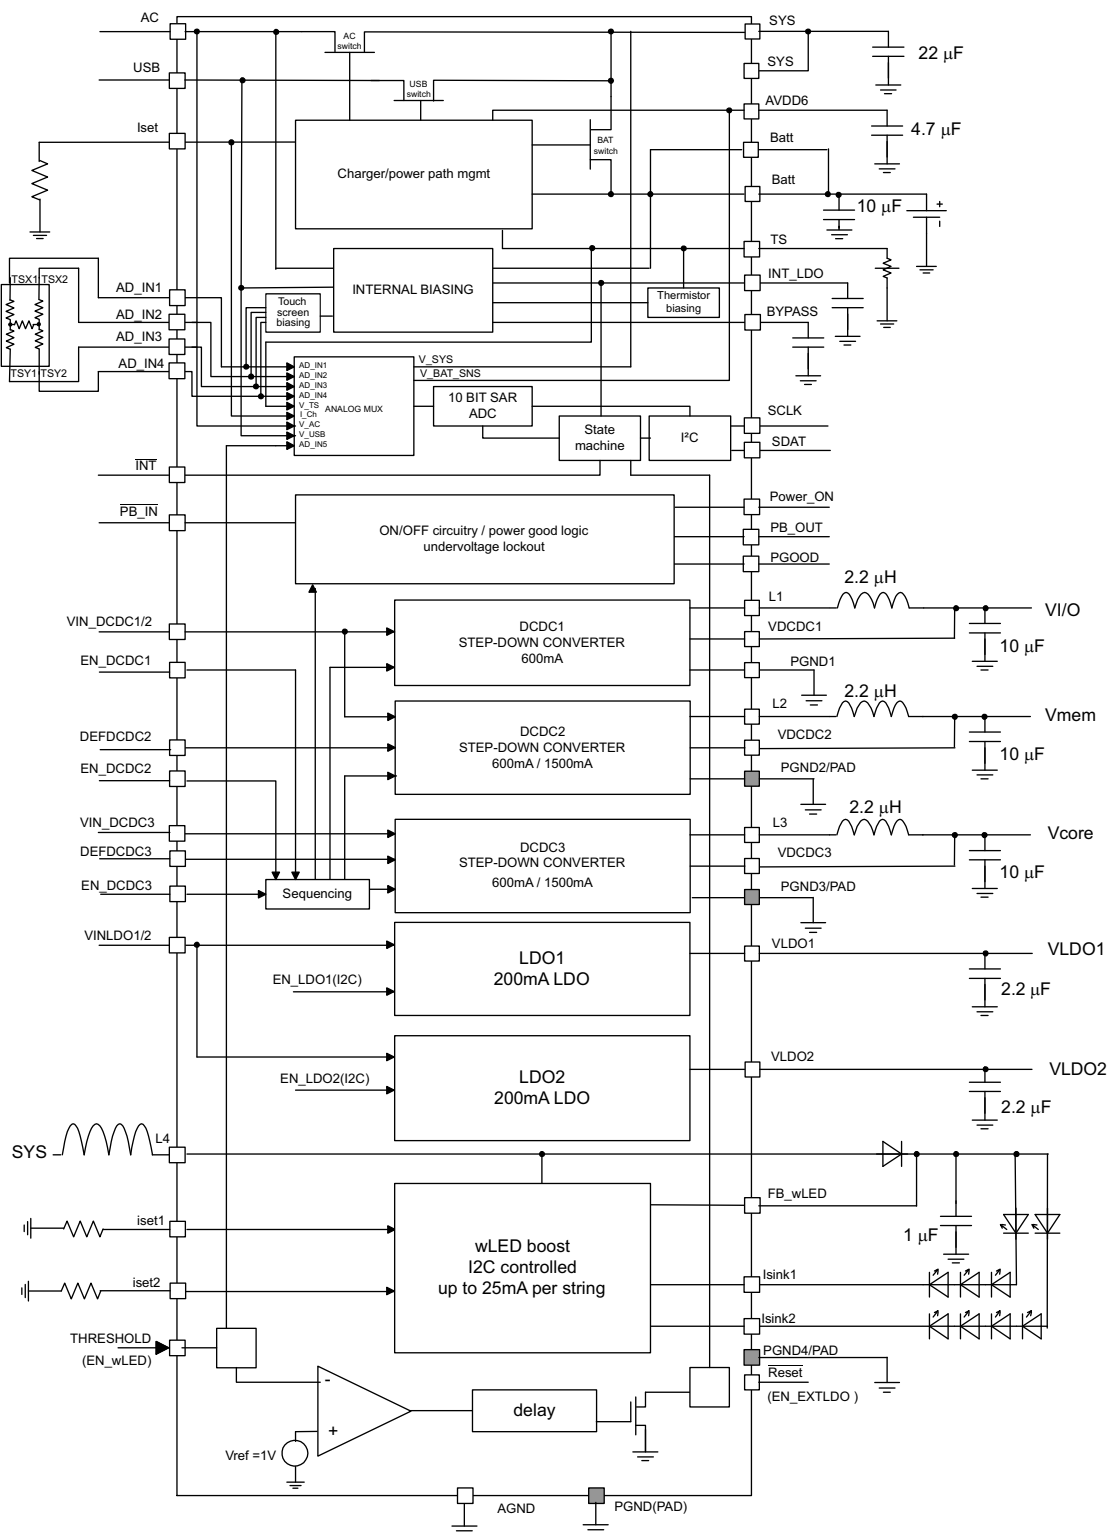 AC
SYS
AC
switch
22 μF
USB
SYS
USB
switch
AVDD6
Iset
4.7 μF
BAT
switch
Batt
Charger/power path mgmt
Batt
10 μF
+
-
TS
TSX1
TSX2
AD_IN1
INTERNAL BIASING
INT_LDO
Touch
screen
biasing
Thermistor
biasing
AD_IN2
BYPASS
AD_IN3
TSY1
TSY2
AD_IN4
V_SYS
V_BAT_SNS
AD_IN1
AD_IN2
AD_IN3
AD_IN4
V_TS
I_Ch
V_AC
V_USB
AD_IN5
ANALOG MUX
10 BIT SAR
ADC
State
machine
I²C
SCLK
SDAT
INT
PB_IN
ON/OFF circuitry / power good logic
undervoltage lockout
Power_ON
PB_OUT
PGOOD
2.2 μH
L1
VI/O
VIN_DCDC1/2
DCDC1
STEP-DOWN CONVERTER
600mA
VDCDC1
10 μF
EN_DCDC1
PGND1
2.2 μH
L2
Vmem
DEFDCDC2
DCDC2
STEP-DOWN CONVERTER
600mA / 1500mA
VDCDC2
10 μF
EN_DCDC2
PGND2/PAD
2.2 μH
VIN_DCDC3
L3
Vcore
DEFDCDC3
DCDC3
STEP-DOWN CONVERTER
600mA / 1500mA
VDCDC3
10 μF
EN_DCDC3
Sequencing
PGND3/PAD
VINLDO1/2
LDO1
200mA LDO
VLDO1
VLDO1
EN_LDO1(I2C)
2.2 μF
LDO2
200mA LDO
VLDO2
VLDO2
EN_LDO2(I2C)
2.2 μF
SYS
L4
FB_wLED
iset1
wLED boost
I2C controlled
up to 25mA per string
1 μF
iset2
Isink1
Isink2
THRESHOLD
(EN_wLED)
PGND4/PAD
Reset
(EN_EXTLDO )
-
+
delay
Vref =1V
AGND
PGND(PAD)